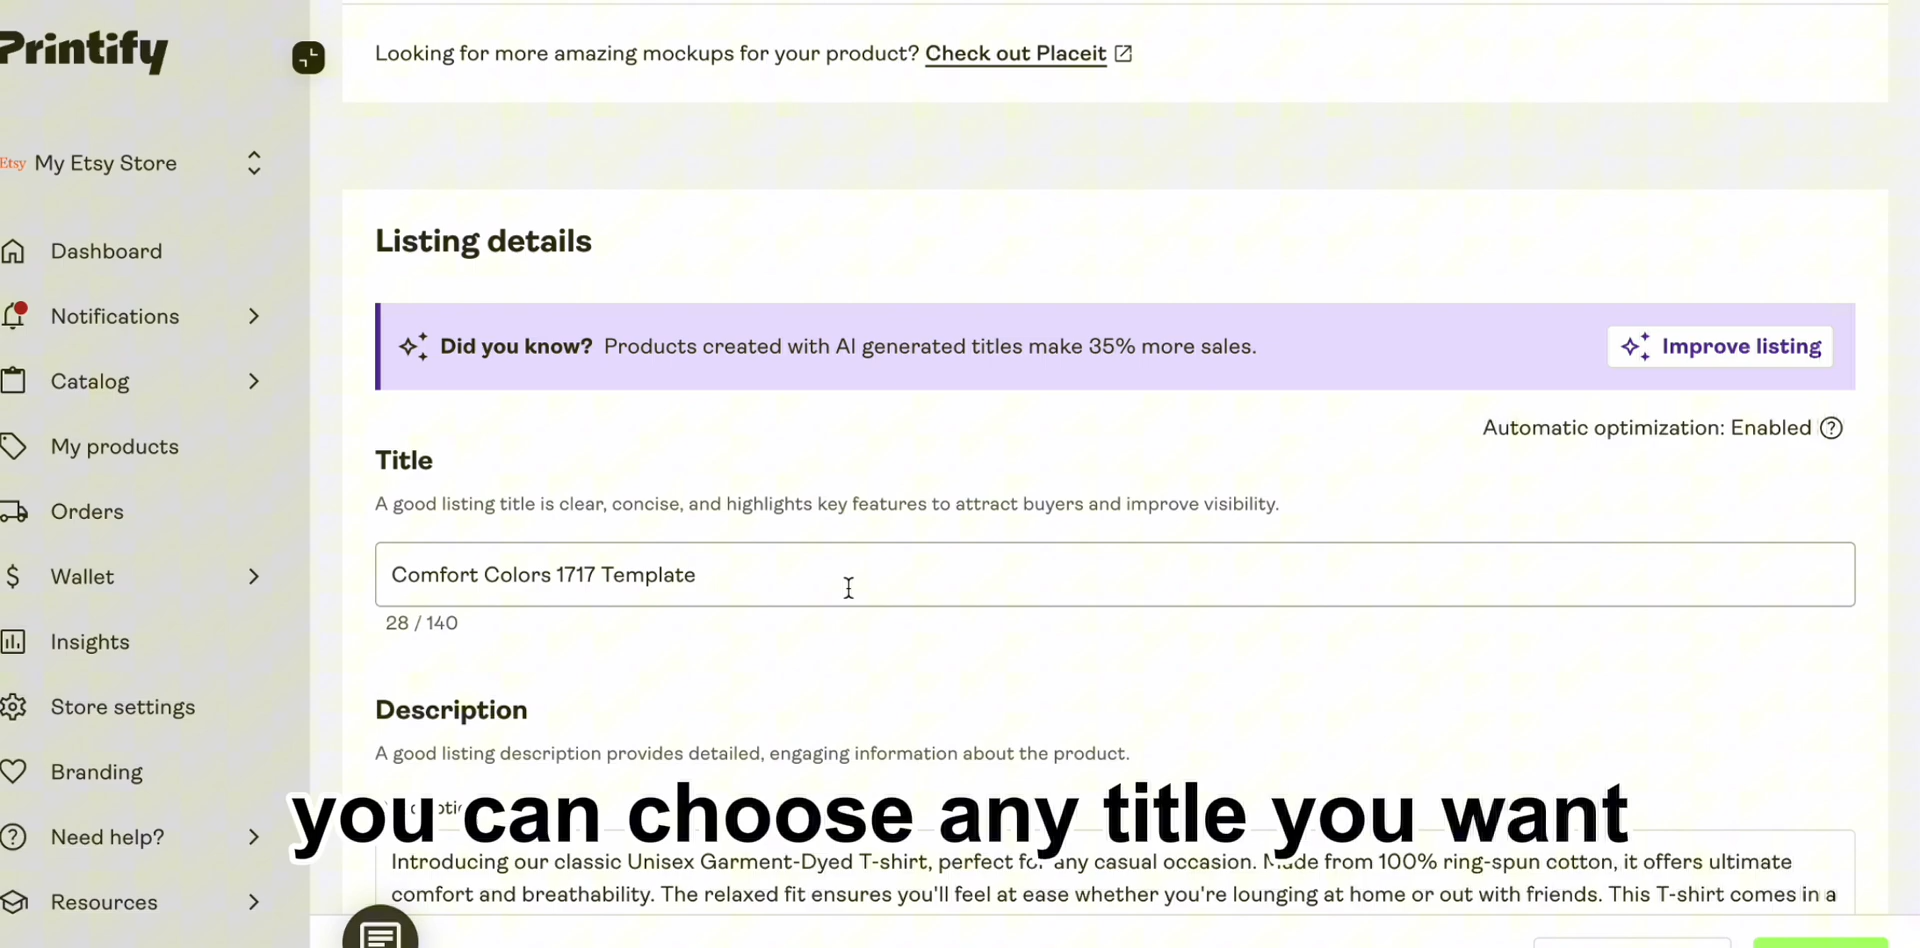 Printify
Looking for more amazing mockups for your product? Check out Placeit
Etsy My Etsy Store
Dashboard
Notifications
Catalog
My products
Orders
Wallet
Insights
Store settings
Branding
Need help?
Resources
Listing details
Did you know? Products created with AI generated titles make 35% more sales.
Improve listing
Automatic optimization: Enabled
Title
A good listing title is clear, concise, and highlights key features to attract buyers and improve visibility.
Comfort Colors 1717 Template
28 / 140
Description
A good listing description provides detailed, engaging information about the product.
you can choose any title you want
Introducing our classic Unisex Garment-Dyed T-shirt, perfect for any casual occasion. Made from 100% ring-spun cotton, it offers ultimate
comfort and breathability. The relaxed fit ensures you'll feel at ease whether you're lounging at home or out with friends. This T-shirt comes in a